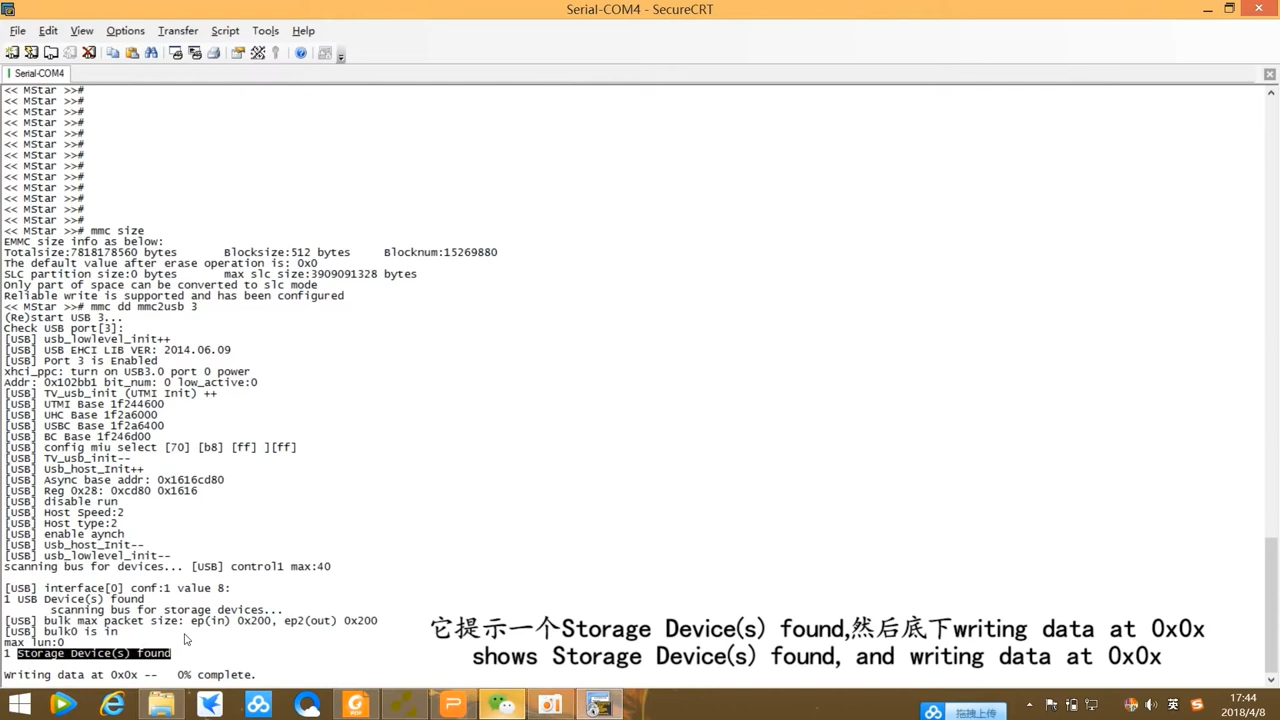 Serial-COM4 - SecureCRT
File Edit View Options Transfer Script Tools Help
Serial-COM4
<< MStar >>#
<< MStar >>#
<< MStar >>#
<< MStar >>#
<< MStar >>#
<< MStar >>#
<< MStar >>#
<< MStar >>#
<< MStar >>#
<< MStar >>#
<< MStar >>#
<< MStar >>#
<< MStar >>#
<< MStar >># mmc size
EMMC size info as below:
Totalsize:7818178560 bytes Blocksize:512 bytes Blocknum:15269880
The default value after erase operation is: 0x0
SLC partition size:0 bytes max slc size:3909091328 bytes
Only part of space can be converted to slc mode
Reliable write is supported and has been configured
<< MStar >># mmc dd mmc2usb 3
(Re)start USB 3...
Check USB port[3]:
[USB] usb_lowlevel_init++
[USB] USB EHCI LIB VER: 2014.06.09
[USB] Port 3 is Enabled
xhci_ppc: turn on USB3.0 port 0 power
Addr: 0x102bb1 bit_num: 0 low_active:0
[USB] TV_usb_init (UTMI Init) ++
[USB] UTMI Base 1f244600
[USB] UHC Base 1f2a6000
[USB] USBC Base 1f2a6400
[USB] BC Base 1f246d00
[USB] config miu select [70] [b8] [ff] ][ff]
[USB] TV_usb_init--
[USB] Usb_host_Init++
[USB] Async base addr: 0x1616cd80
[USB] Reg 0x28: 0xcd80 0x1616
[USB] disable run
[USB] Host Speed:2
[USB] Host type:2
[USB] enable aynch
[USB] Usb_host_Init--
[USB] usb_lowlevel_init--
scanning bus for devices... [USB] control1 max:40
[USB] interface[0] conf:1 value 8:
1 USB Device(s) found
scanning bus for storage devices...
[USB] bulk max packet size: ep(in) 0x200, ep2(out) 0x200
[USB] bulk0 is in
max lun:0
1 Storage Device(s) found
writing data at 0x0x -- 0% complete.
它提示一个Storage Device(s) found,然后底下writing data at 0x0x
shows Storage Device(s) found, and writing data at 0x0x
拖拽上传
英
17:44
2018/4/8